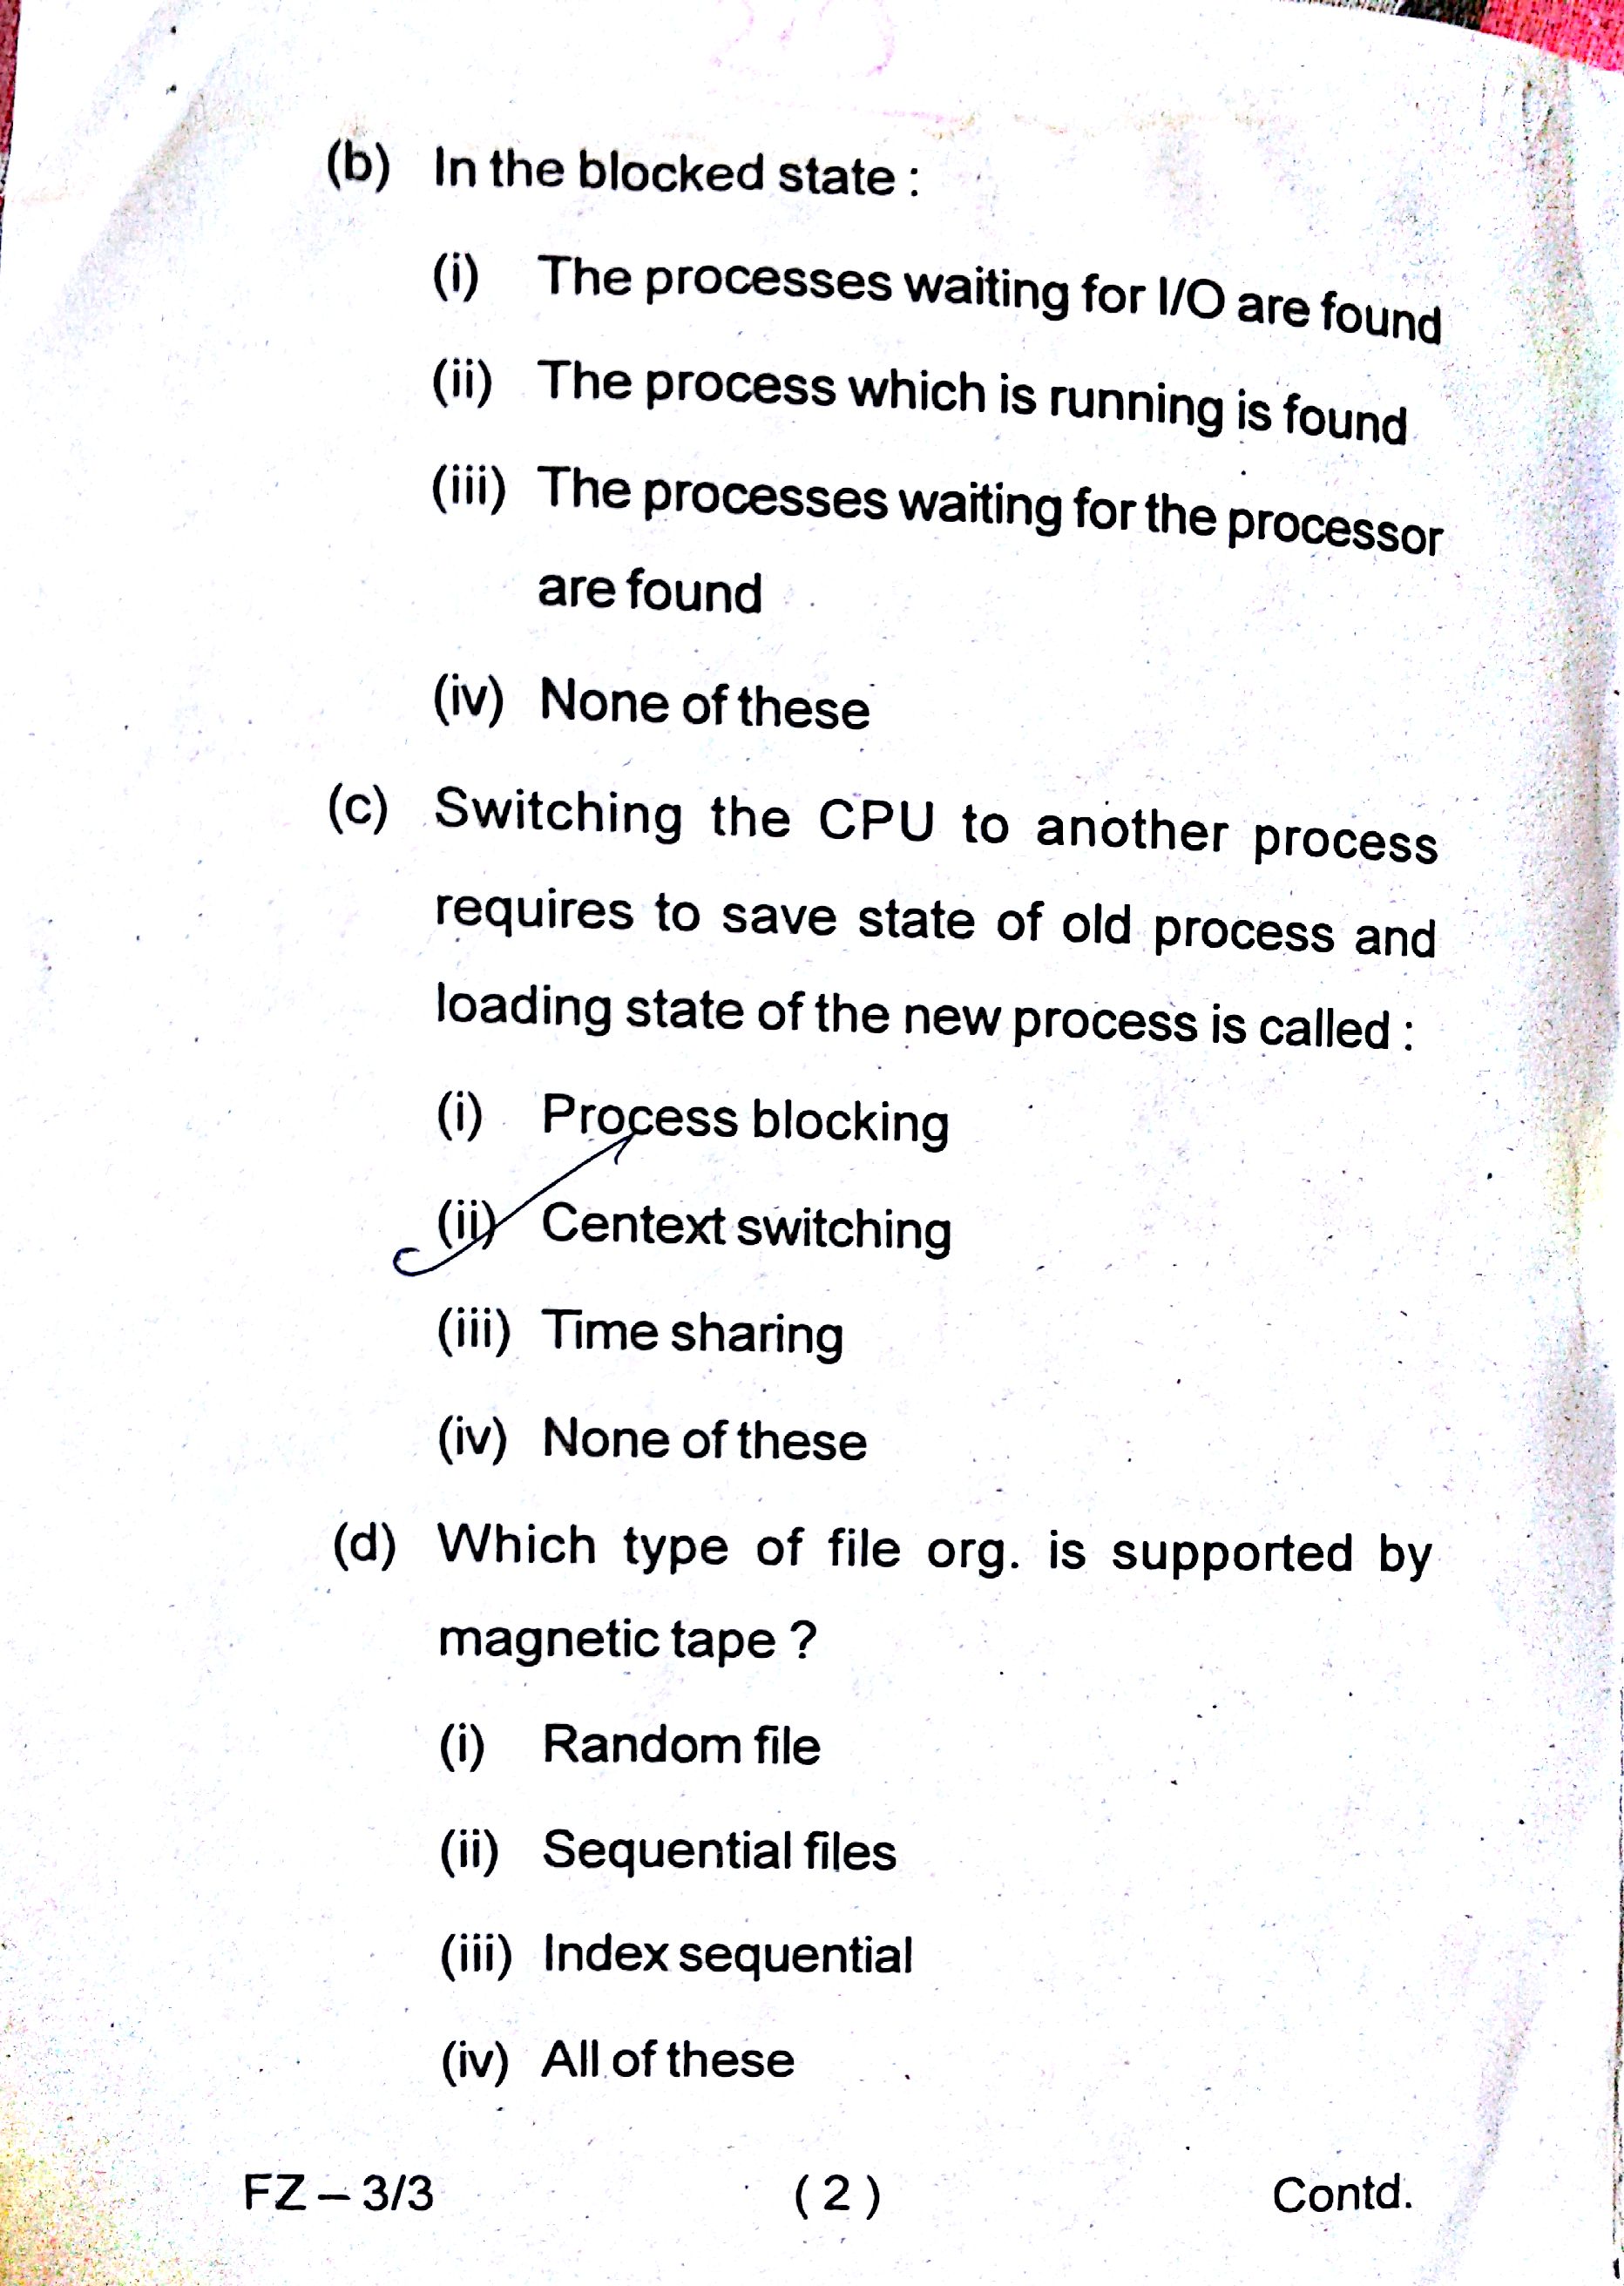 (b) In the blocked state :
(i) The processes waiting for I/O are found
(ii) The process which is running is found
(iii) The processes waiting for the processor
are found
(iv) None of these
(c) Switching the CPU to another process
requires to save state of old process and
loading state of the new process is called :
(i) Process blocking
(ii) Centext switching
(iii) Time sharing
(iv) None of these
(d) Which type of file org. is supported by
magnetic tape ?
(i) Random file
(ii) Sequential files
(iii) Index sequential
(iv) All of these
FZ – 3/3 ( 2 ) Contd.